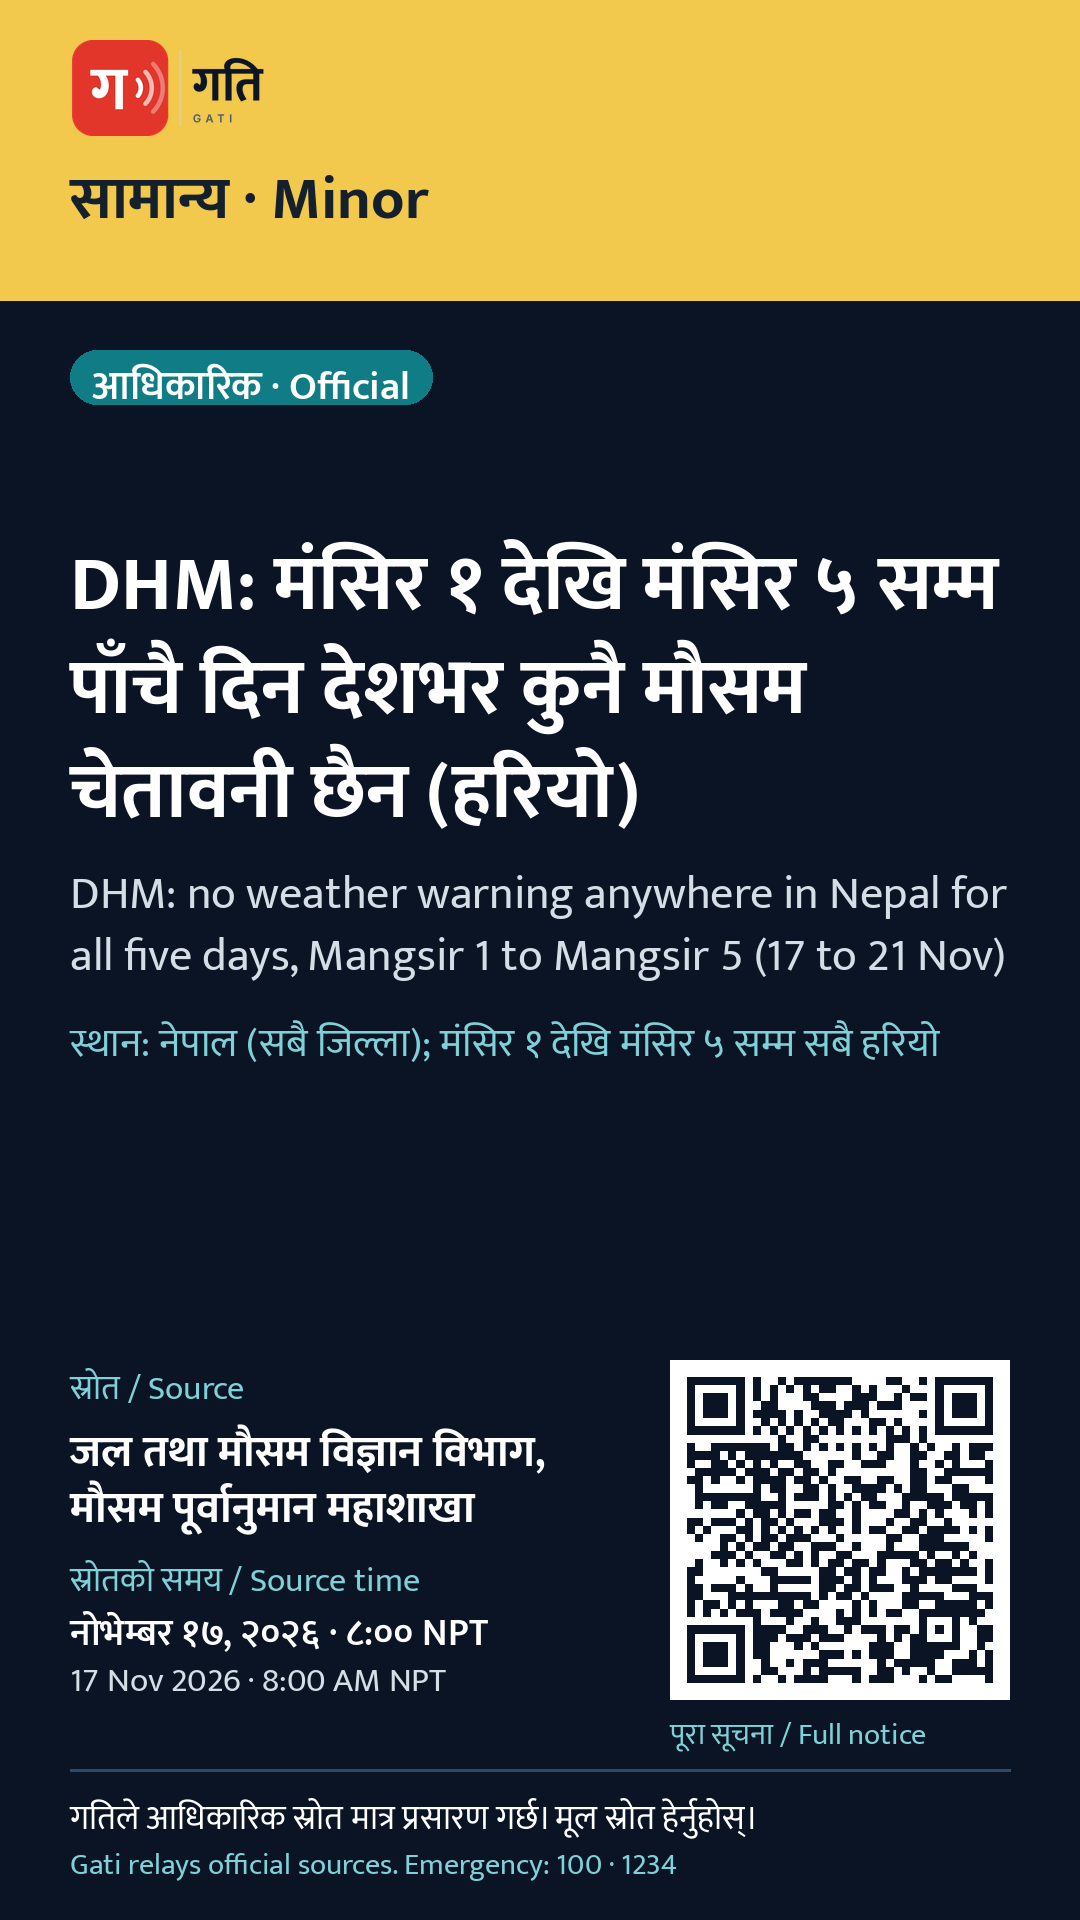 ग
गति
GATI
सामान्य · Minor
आधिकारिक · Official
DHM: मंसिर १ देखि मंसिर ५ सम्म
पाँचै दिन देशभर कुनै मौसम
चेतावनी छैन (हरियो)
DHM: no weather warning anywhere in Nepal for
all five days, Mangsir 1 to Mangsir 5 (17 to 21 Nov)
स्थान: नेपाल (सबै जिल्ला); मंसिर १ देखि मंसिर ५ सम्म सबै हरियो
स्रोत / Source
जल तथा मौसम विज्ञान विभाग,
मौसम पूर्वानुमान महाशाखा
स्रोतको समय / Source time
नोभेम्बर १७, २०२६ · ८:०० NPT
17 Nov 2026 · 8:00 AM NPT
पूरा सूचना / Full notice
गतिले आधिकारिक स्रोत मात्र प्रसारण गर्छ। मूल स्रोत हेर्नुहोस्।
Gati relays official sources. Emergency: 100 · 1234